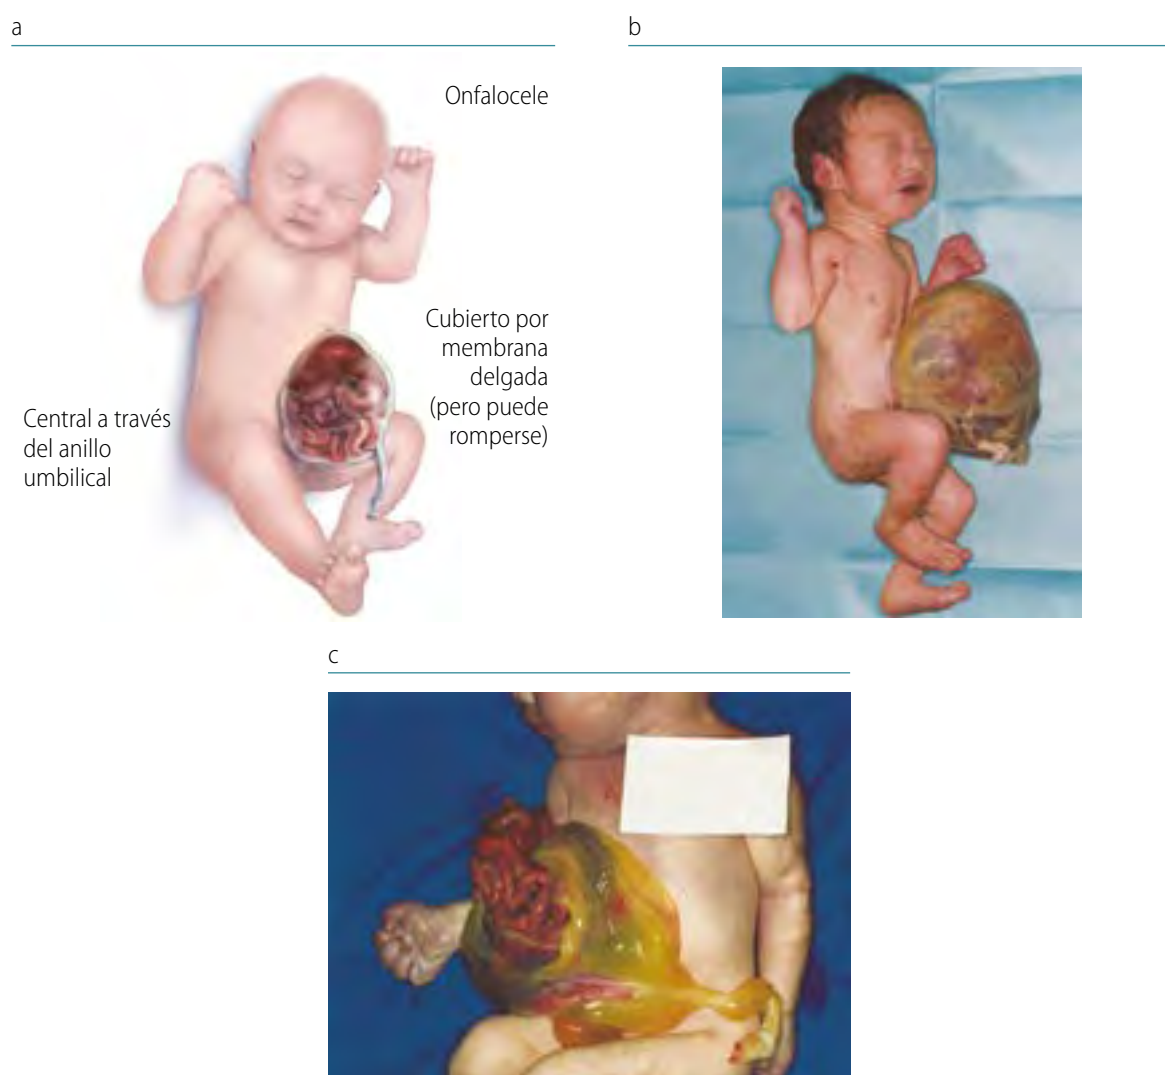 a
b
Onfalocele
Cubierto por
membrana
delgada
(pero puede
romperse)
Central a través
del anillo
umbilical
c